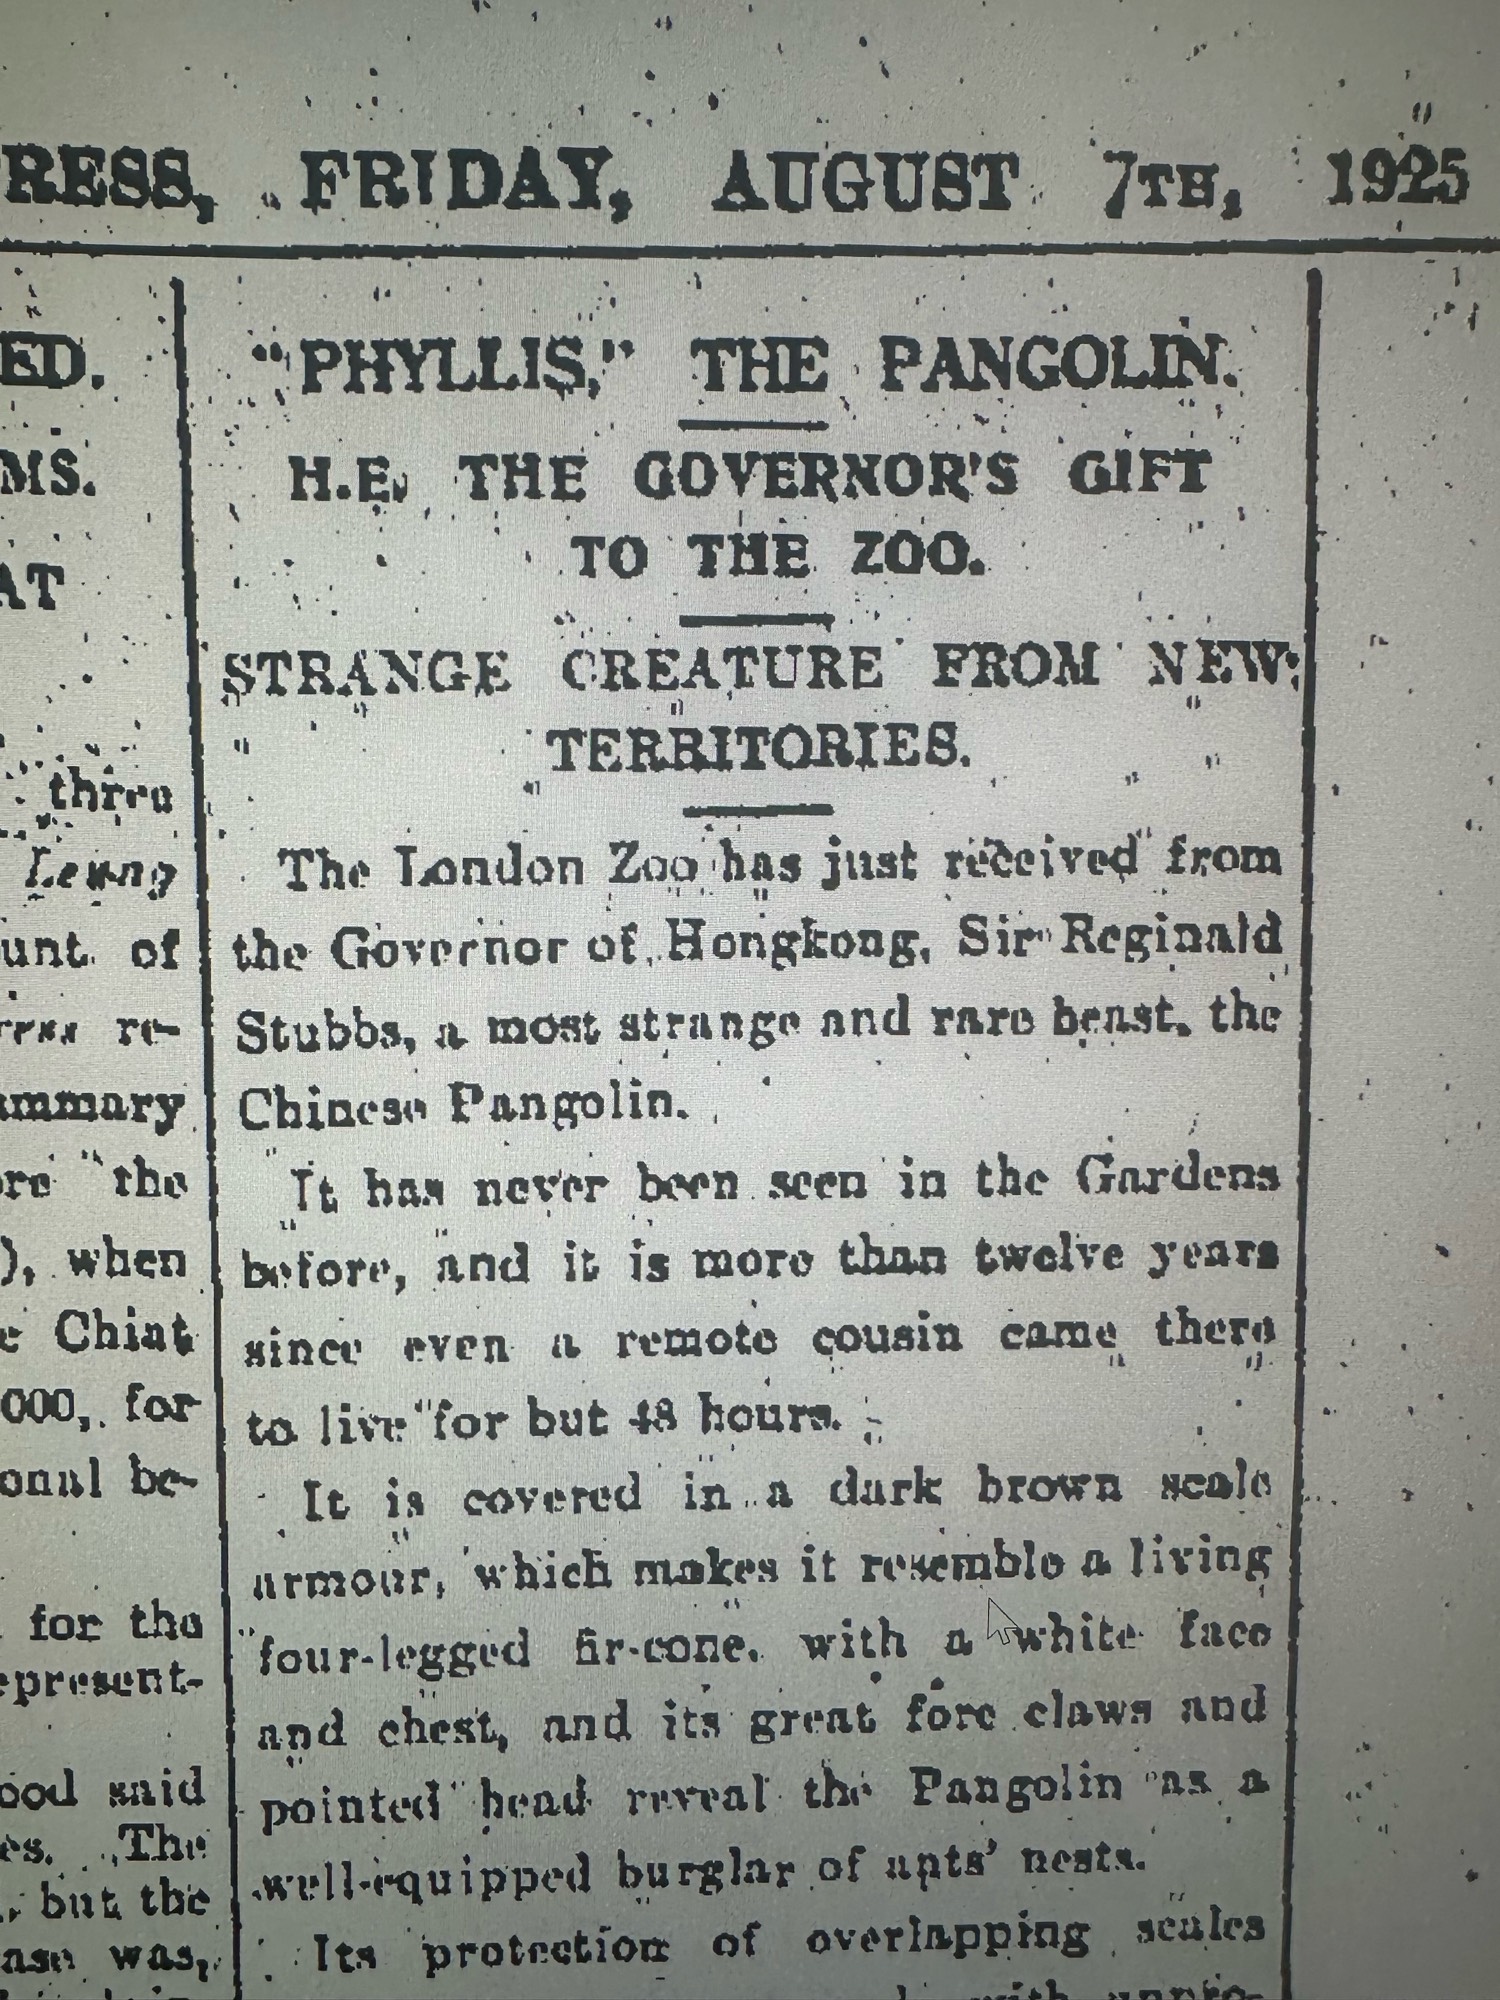 RESS, FRIDAY, AUGUST 7TH, 1925
ED.
MS.
AT
three
Leung
unt of
re-
ummary
ore the
), when
e Chiat
000, for
onal be-
for the
epresent-
ood said
es. The
, but the
ase was,
"PHYLLIS," THE PANGOLIN.
H.E. THE GOVERNOR'S GIFT
TO THE ZOO.
STRANGE CREATURE FROM NEW
TERRITORIES.
The London Zoo has just received from
the Governor of Hongkong, Sir Reginald
Stubbs, a most strange and rare beast, the
Chinese Pangolin.
It has never been seen in the Gardens
before, and it is more than twelve years
since even a remote cousin came there
to live for but 48 hours.
It is covered in a dark brown scale
armour, which makes it resemble a living
four-legged fir-cone, with a white face
and chest, and its great fore claws and
pointed head reveal the Pangolin as a
well-equipped burglar of ants' nests.
Its protection of overlapping scales
with appro-